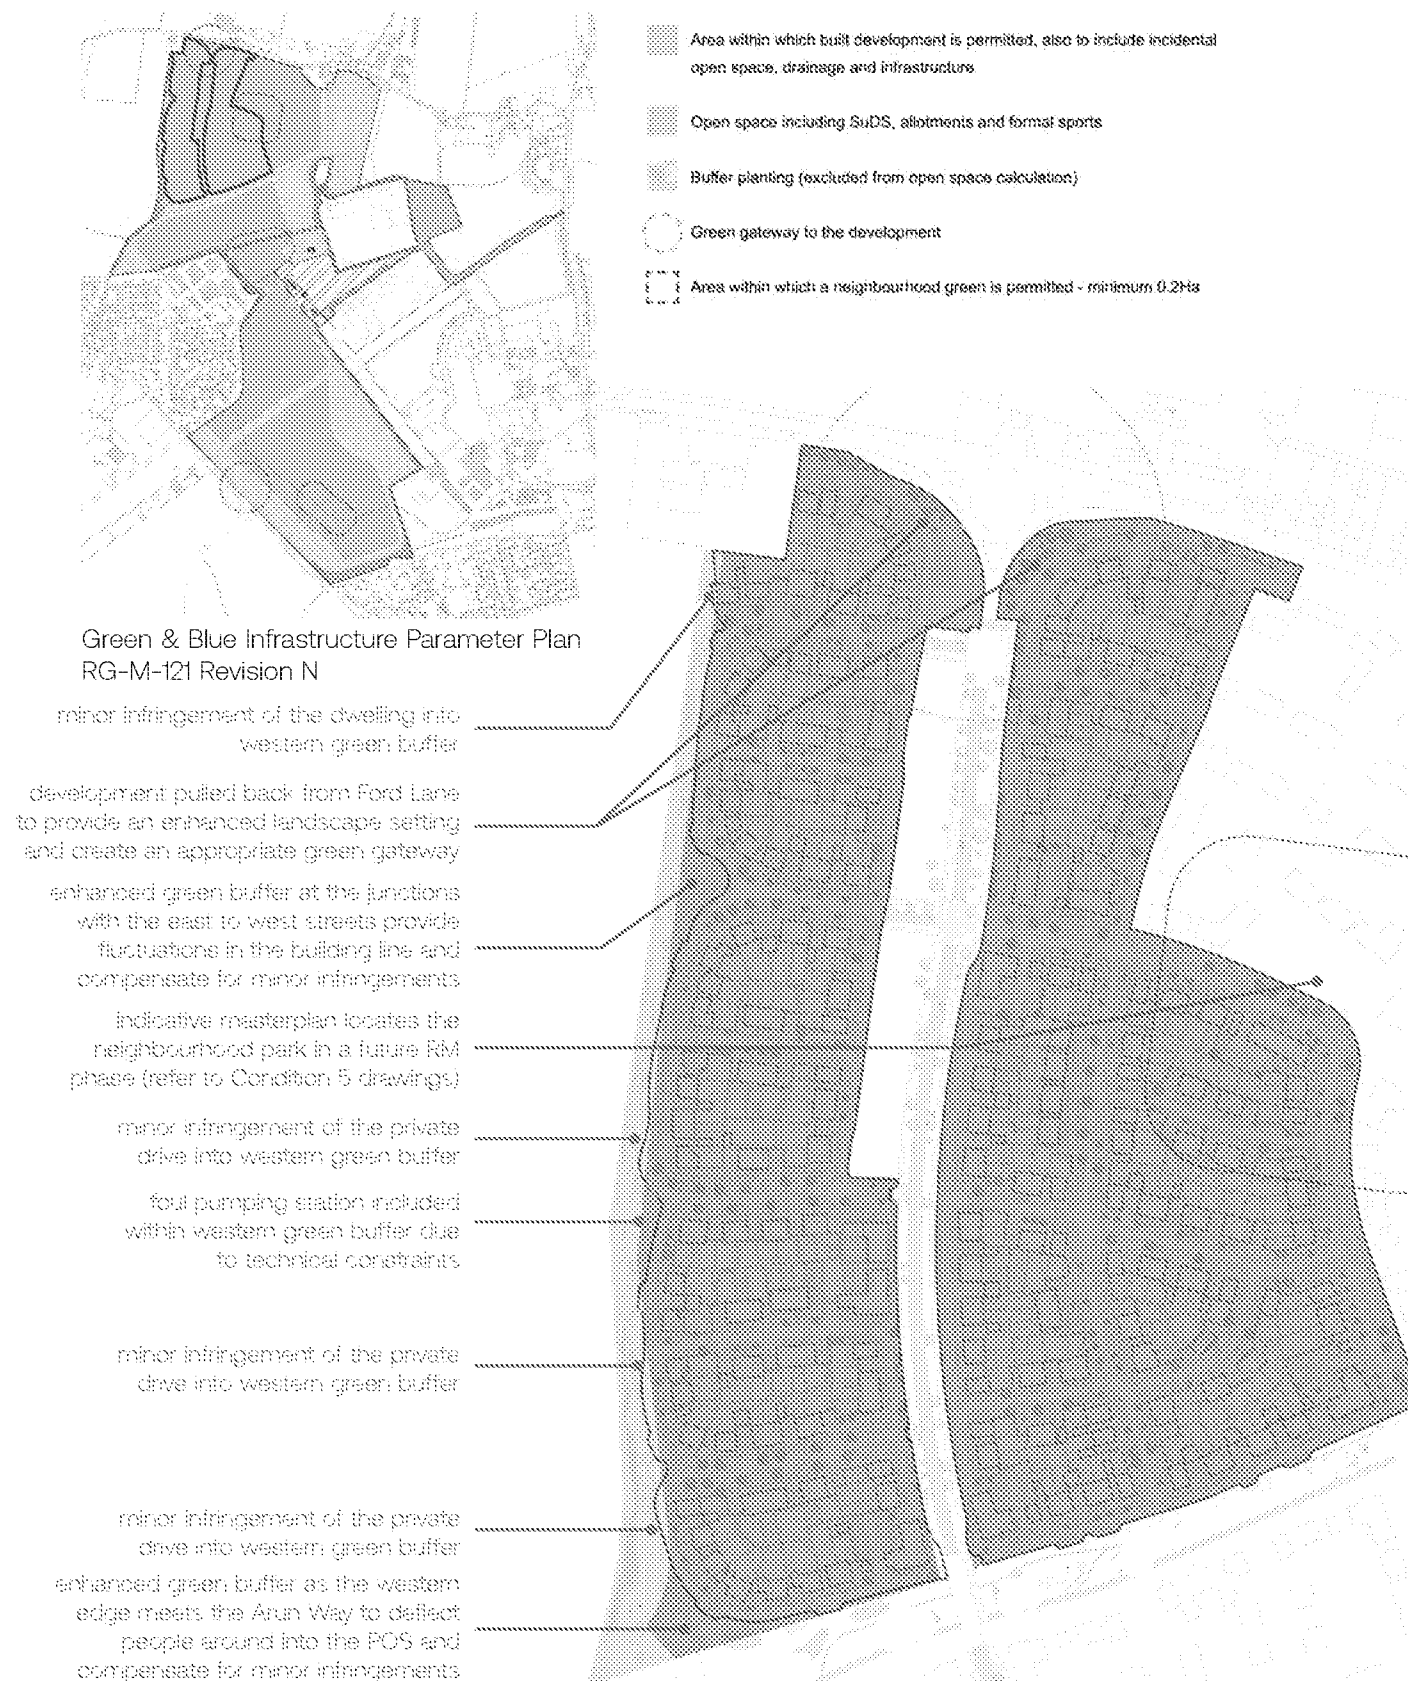 Area within which built development is permitted, also to include incidental
open space, drainage and infrastructure
Open space including SuDS, allotments and formal sports
Buffer planting (excluded from open space calculation)
Green gateway to the development
Area within which a neighbourhood green is permitted - minimum 0.2Ha
Green & Blue Infrastructure Parameter Plan
RG-M-121 Revision N
minor infringement of the dwelling into
western green buffer
development pulled back from Ford Lane
to provide an enhanced landscape setting
and create an appropriate green gateway
enhanced green buffer at the junctions
with the east to west streets provide
fluctuations in the building line and
compensate for minor infringements
indicative masterplan locates the
neighbourhood park in a future RM
phase (refer to Condition 5 drawings)
minor infringement of the private
drive into western green buffer
foul pumping station included
within western green buffer due
to technical constraints
minor infringement of the private
drive into western green buffer
minor infringement of the private
drive into western green buffer
enhanced green buffer as the western
edge meets the Arun Way to deflect
people around into the POS and
compensate for minor infringements